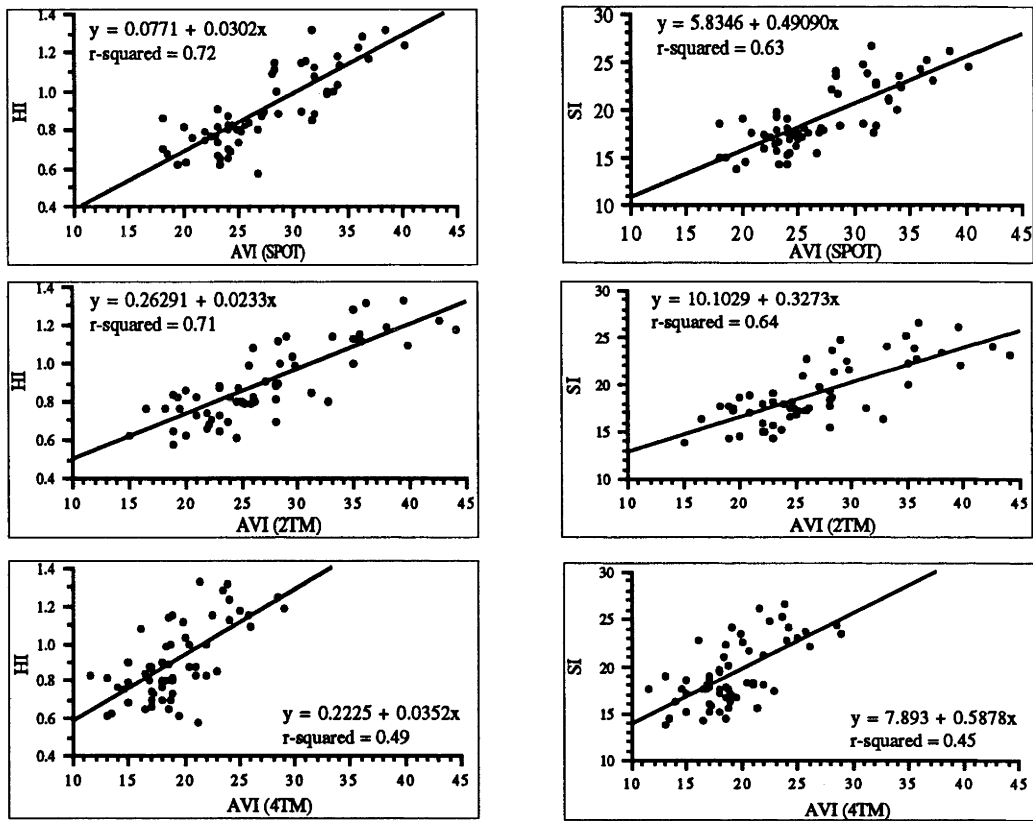 y = 0.0771 + 0.0302x
r-squared = 0.72
HI
1.4
1.2
1.0
0.8
0.6
0.4
10 15 20 25 30 35 40 45
AVI (SPOT)
y = 5.8346 + 0.49090x
r-squared = 0.63
SI
30
25
20
15
10
10 15 20 25 30 35 40 45
AVI (SPOT)
y = 0.26291 + 0.0233x
r-squared = 0.71
HI
1.4
1.2
1.0
0.8
0.6
0.4
10 15 20 25 30 35 40 45
AVI (2TM)
y = 10.1029 + 0.3273x
r-squared = 0.64
SI
30
25
20
15
10
10 15 20 25 30 35 40 45
AVI (2TM)
y = 0.2225 + 0.0352x
r-squared = 0.49
HI
1.4
1.2
1.0
0.8
0.6
0.4
10 15 20 25 30 35 40 45
AVI (4TM)
y = 7.893 + 0.5878x
r-squared = 0.45
SI
30
25
20
15
10
10 15 20 25 30 35 40 45
AVI (4TM)